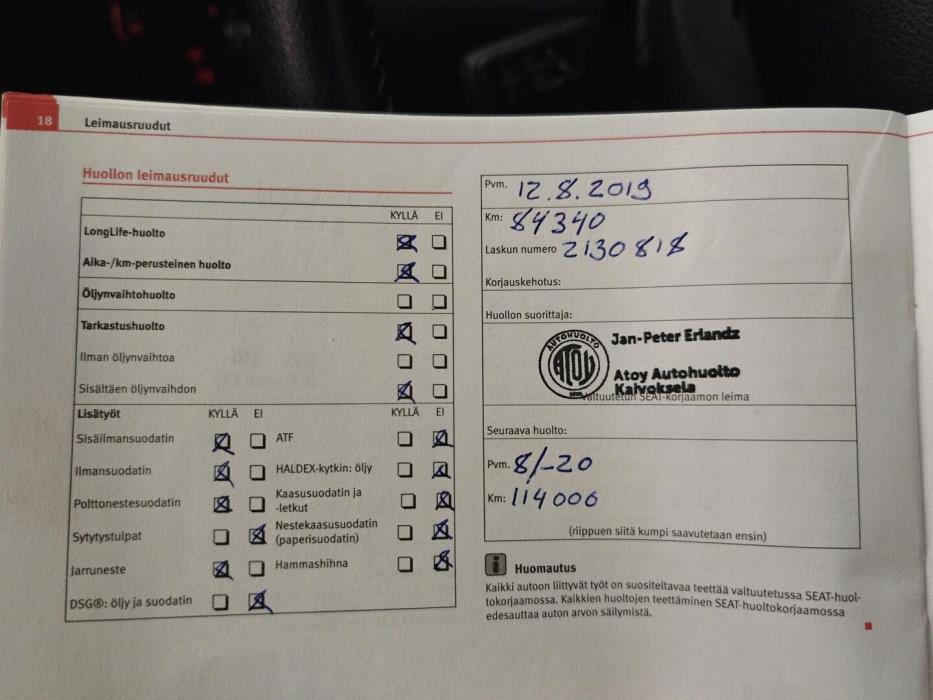 18 Leimausruudut
Huollon leimausruudut
KYLLÄ EI
LongLife-huolto
Aika-/km-perusteinen huolto
Öljynvaihtohuolto
Tarkastushuolto
Ilman öljynvaihtoa
Sisältäen öljynvaihdon
Lisätyöt KYLLÄ EI KYLLÄ EI
Sisäilmansuodatin ATF
Ilmansuodatin HALDEX-kytkin: öljy
Polttonestesuodatin Kaasusuodatin ja
-letkut
Sytytystulpat Nestekaasusuodatin
(paperisuodatin)
Jarruneste Hammashihna
DSG®: öljy ja suodatin
Pvm. 12.8.2019
Km: 84340
Laskun numero 2130818
Korjauskehotus:
Huollon suorittaja:
AUTOHUOLTO
ATOY
Jan-Peter Erlandz
Atoy Autohuolto
Kaivoksela
SEAT-korjaamon leima
Seuraava huolto:
Pvm. 8/-20
Km: 114000
(riippuen siitä kumpi saavutetaan ensin)
i Huomautus
Kaikki autoon liittyvät työt on suositeltavaa teettää valtuutetussa SEAT-huol-
tokorjaamossa. Kaikkien huoltojen teettäminen SEAT-huoltokorjaamossa
edesauttaa auton arvon säilymistä.